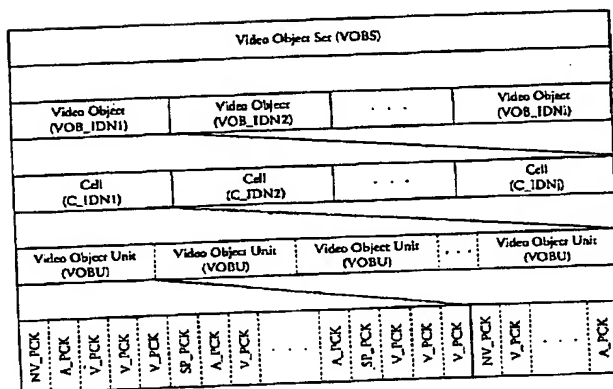 Video Object Set (VOBS)
Video Object
(VOB_IDN1)
Video Object
(VOB_IDN2)
. . .
Video Object
(VOB_IDNi)
Cell
(C_IDN1)
Cell
(C_IDN2)
. . .
Cell
(C_IDNj)
Video Object Unit
(VOBU)
Video Object Unit
(VOBU)
Video Object Unit
(VOBU)
. . .
Video Object Unit
(VOBU)
NV_PCK
A_PCK
V_PCK
V_PCK
V_PCK
SP_PCK
A_PCK
V_PCK
. . . .
A_PCK
SP_PCK
V_PCK
V_PCK
V_PCK
NV_PCK
V_PCK
. . . .
A_PCK